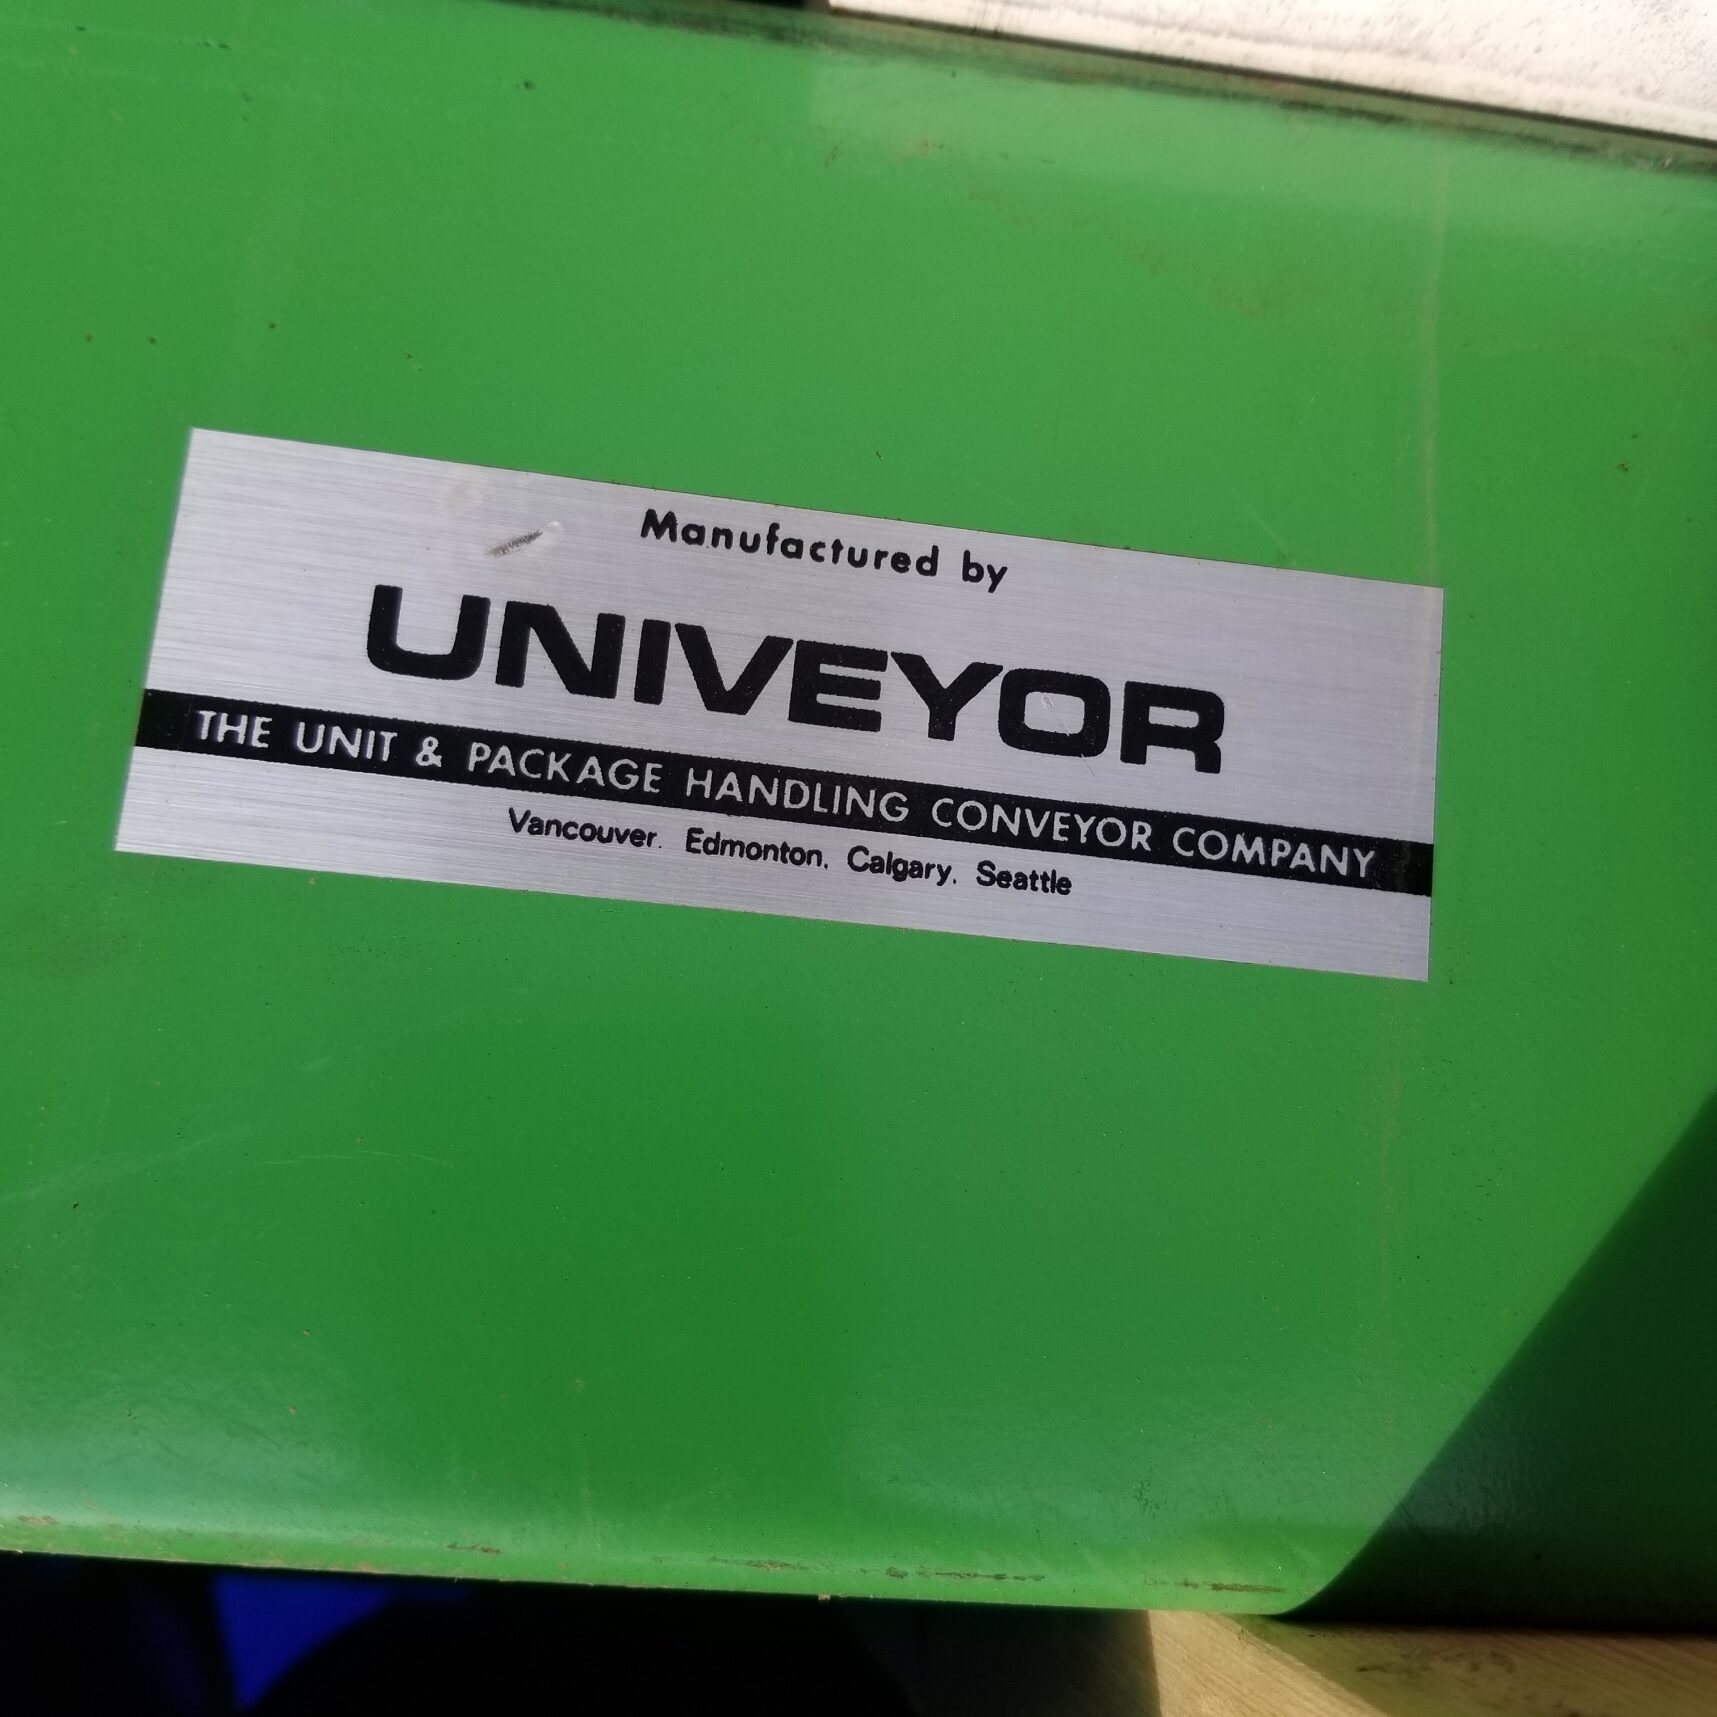 Manufactured by
UNIVEYOR
THE UNIT & PACKAGE HANDLING CONVEYOR COMPANY
Vancouver. Edmonton. Calgary. Seattle